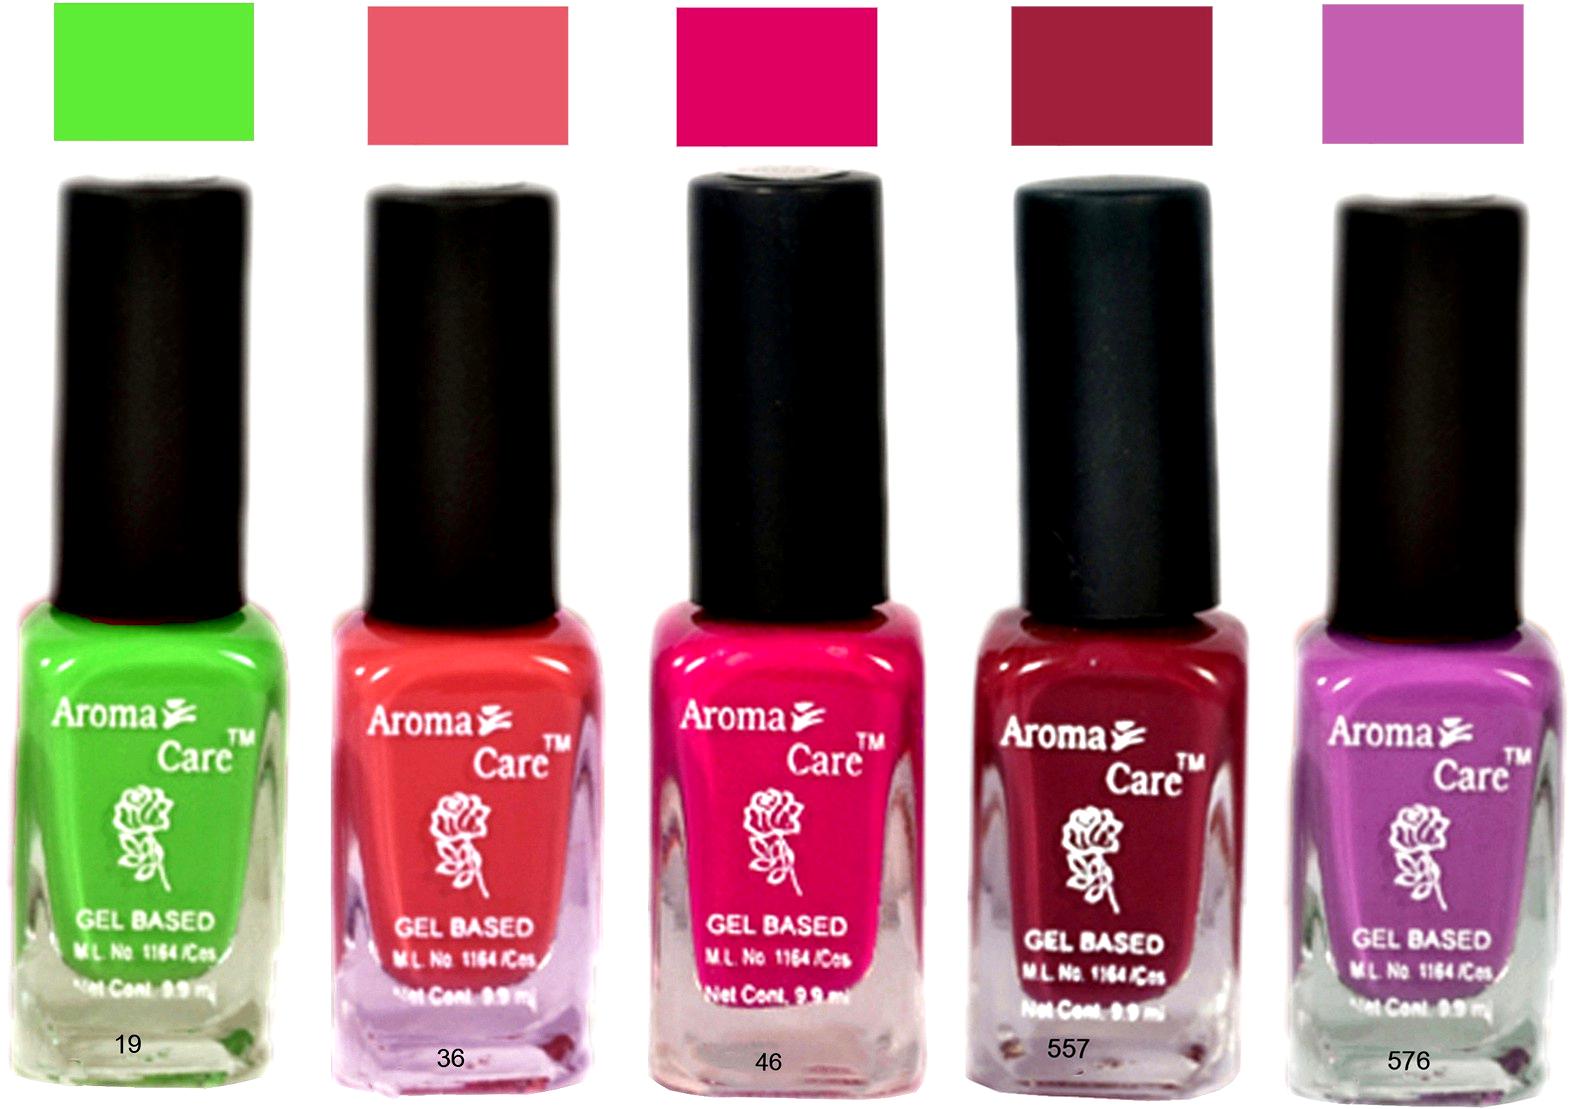 Aroma
Care™
GEL BASED
M.L. No. 1164 /Cos
Net Cont. 9.9 ml
19
Aroma
Care™
GEL BASED
M.L. No. 1164 /Cos
Net Cont. 9.9 ml
36
Aroma
Care™
GEL BASED
M.L. No. 1164 /Cos
Net Cont. 9.9 ml
46
Aroma
Care™
GEL BASED
M.L. No. 1164 /Cos
Net Cont. 9.9 ml
557
Aroma
Care™
GEL BASED
M.L. No. 1164 /Cos
Net Cont. 9.9 ml
576